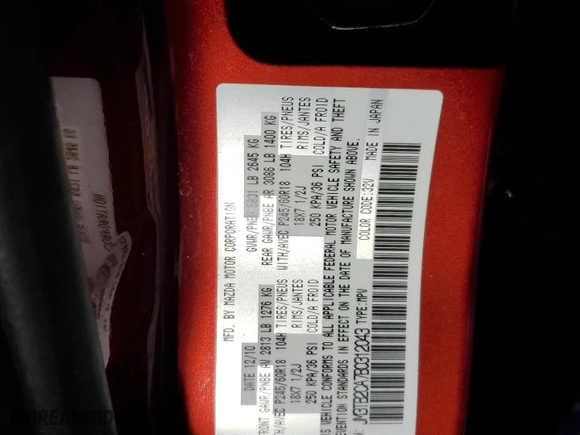 MFD. BY MAZDA MOTOR CORPORATION
DATE 12/10 GVWR/PNBV 5831 LB 2645 KG
FRONT GAWR/PNBE AV 2813 LB 1276 KG REAR GAWR/PNBE AR 3086 LB 1400 KG
P245/60R18 104H TIRES/PNEUS WITH/AVEC P245/60R18 104H TIRES/PNEUS
18X7 1/2J RIMS/JANTES 18X7 1/2J RIMS/JANTES
250 KPA/36 PSI COLD/A FROID 250 KPA/36 PSI COLD/A FROID
THIS VEHICLE CONFORMS TO ALL APPLICABLE FEDERAL MOTOR VEHICLE SAFETY AND THEFT
PREVENTION STANDARDS IN EFFECT ON THE DATE OF MANUFACTURE SHOWN ABOVE.
JM3TB2CA7B0312043 TYPE:MPV COLOR CODE:32V MADE IN JAPAN